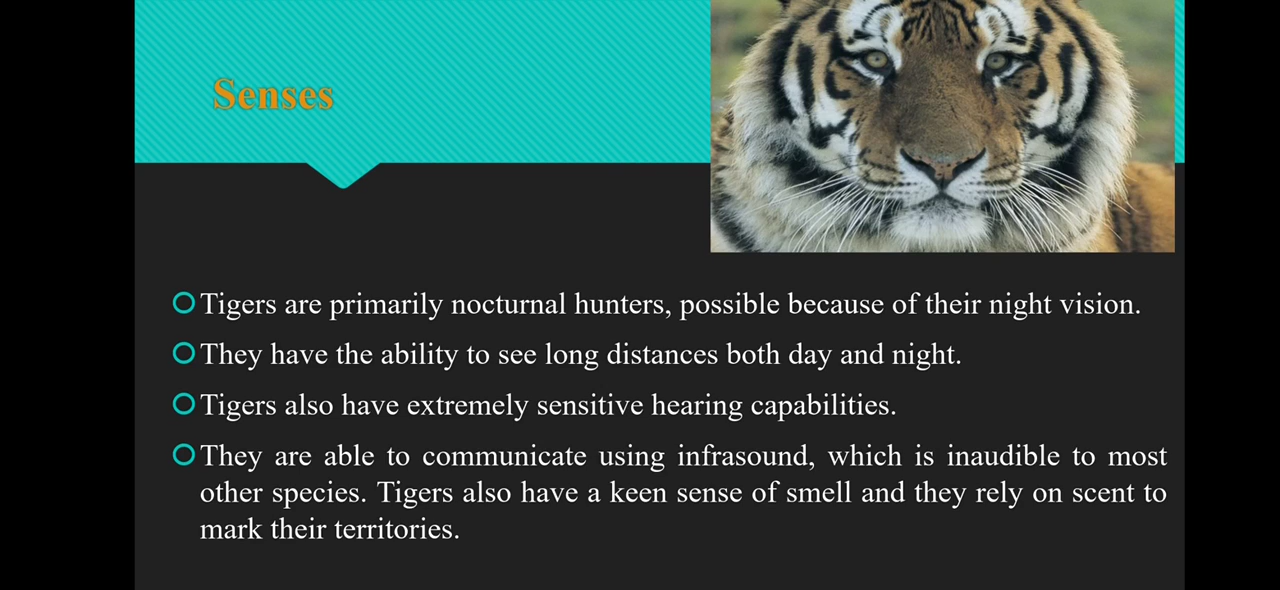 Senses
Tigers are primarily nocturnal hunters, possible because of their night vision.
They have the ability to see long distances both day and night.
Tigers also have extremely sensitive hearing capabilities.
They are able to communicate using infrasound, which is inaudible to most
other species. Tigers also have a keen sense of smell and they rely on scent to
mark their territories.